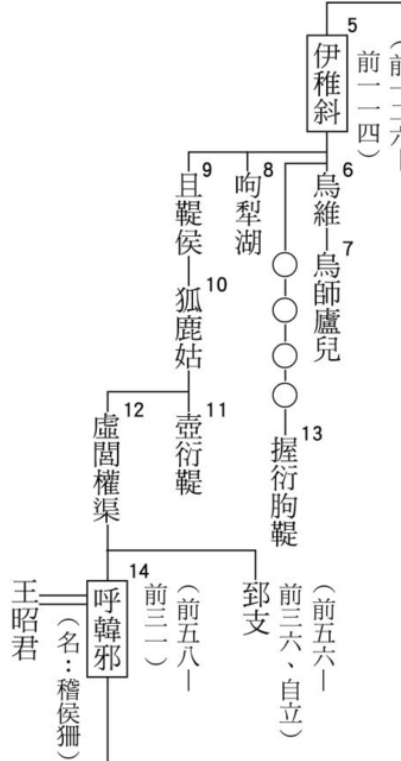 5
伊稚斜
（前一二六—
前一一四）
6
烏維
7
烏師廬兒
8
呴犁湖
9
且鞮侯
10
狐鹿姑
11
壺衍鞮
12
虛閭權渠
13
握衍朐鞮
14
呼韓邪
（前五八—
前三一）
（名：稽侯狦）
王昭君
郅支
（前五六—
前三六、自立）